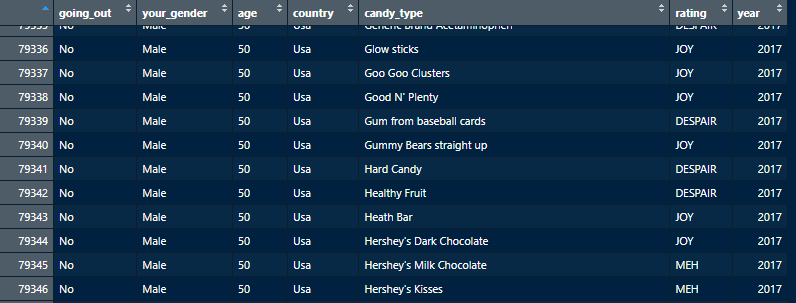 going_out your_gender age country candy_type rating year
79335 No Male 50 Usa Generic Brand Acetaminophen DESPAIR 2017
79336 No Male 50 Usa Glow sticks JOY 2017
79337 No Male 50 Usa Goo Goo Clusters JOY 2017
79338 No Male 50 Usa Good N' Plenty JOY 2017
79339 No Male 50 Usa Gum from baseball cards DESPAIR 2017
79340 No Male 50 Usa Gummy Bears straight up JOY 2017
79341 No Male 50 Usa Hard Candy DESPAIR 2017
79342 No Male 50 Usa Healthy Fruit DESPAIR 2017
79343 No Male 50 Usa Heath Bar JOY 2017
79344 No Male 50 Usa Hershey's Dark Chocolate JOY 2017
79345 No Male 50 Usa Hershey's Milk Chocolate MEH 2017
79346 No Male 50 Usa Hershey's Kisses MEH 2017